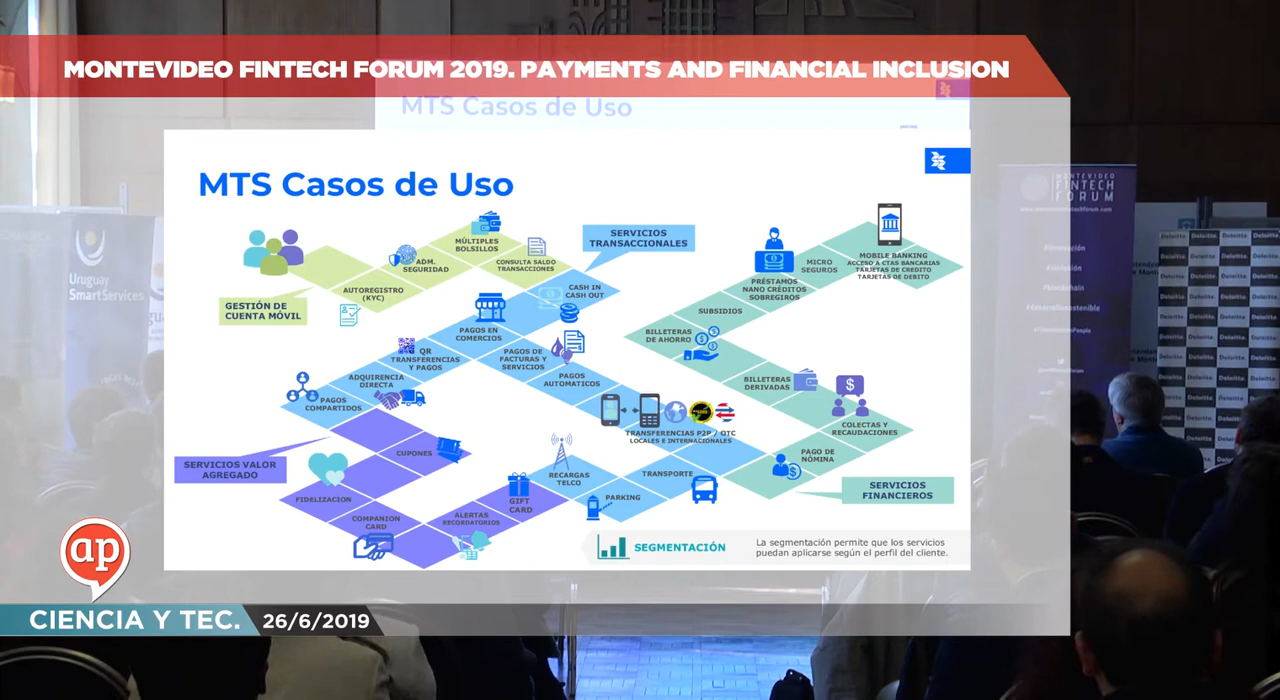 MONTEVIDEO FINTECH FORUM 2019. PAYMENTS AND FINANCIAL INCLUSION
MTS Casos de Uso
MTS Casos de Uso
SERVICIOS
TRANSACCIONALES
MÚLTIPLES
BOLSILLOS
ADM.
SEGURIDAD
CONSULTA SALDO
TRANSACCIONES
AUTOREGISTRO
(KYC)
GESTIÓN DE
CUENTA MÓVIL
CASH IN
CASH OUT
PAGOS EN
COMERCIOS
QR
TRANSFERENCIAS
Y PAGOS
PAGOS DE
FACTURAS Y
SERVICIOS
PAGOS
AUTOMATICOS
ADQUIRENCIA
DIRECTA
PAGOS
COMPARTIDOS
MOBILE BANKING
ACCESO A CTAS BANCARIAS
TARJETAS DE CREDITO
TARJETAS DE DEBITO
MICRO
SEGUROS
PRÉSTAMOS
NANO CRÉDITOS
SOBREGIROS
SUBSIDIOS
BILLETERAS
DE AHORRO
BILLETERAS
DERIVADAS
COLECTAS Y
RECAUDACIONES
TRANSFERENCIAS P2P / OTC
LOCALES E INTERNACIONALES
PAGO DE
NÓMINA
SERVICIOS
FINANCIEROS
TRANSPORTE
PARKING
RECARGAS
TELCO
GIFT
CARD
CUPONES
SERVICIOS VALOR
AGREGADO
FIDELIZACION
COMPANION
CARD
ALERTAS
RECORDATORIOS
SEGMENTACIÓN
La segmentación permite que los servicios
puedan aplicarse según el perfil del cliente.
Uruguay
SmartServices
MONTEVIDEO
FINTECH
FORUM
Deloitte
ap
CIENCIA Y TEC.
26/6/2019